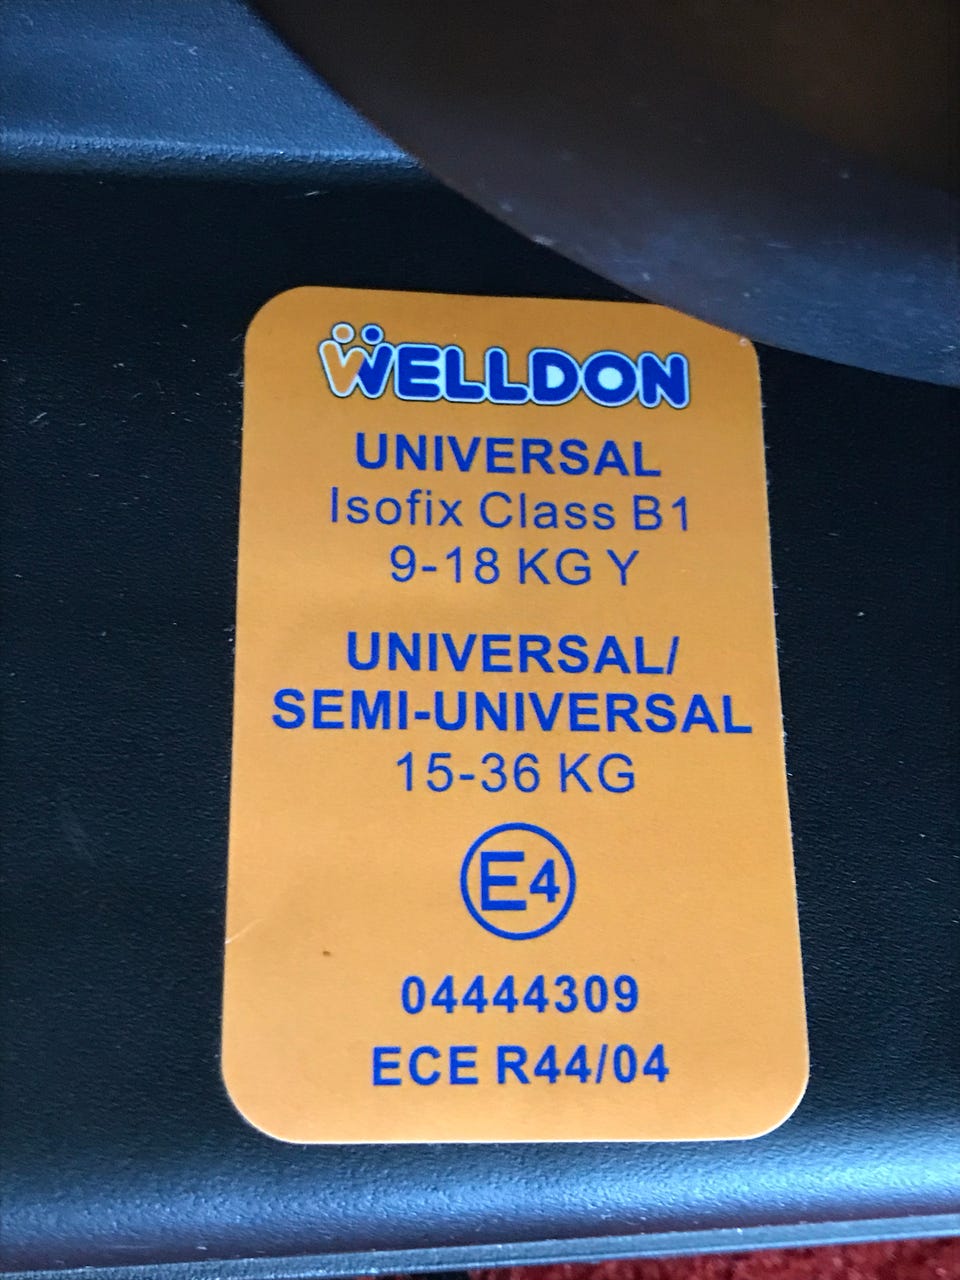 WELLDON
UNIVERSAL
Isofix Class B1
9-18 KG Y
UNIVERSAL/
SEMI-UNIVERSAL
15-36 KG
E4
04444309
ECE R44/04